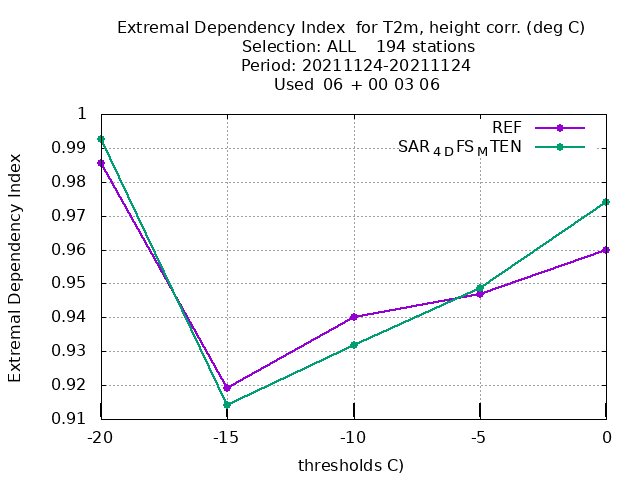 Extremal Dependency Index  for T2m, height corr. (deg C)
Selection: ALL    194 stations
Period: 20211124-20211124
Used  06 + 00 03 06
REF
SAR4DFSMTEN
1
0.99
0.98
0.97
0.96
0.95
0.94
0.93
0.92
0.91
Extremal Dependency Index
-20
-15
-10
-5
0
thresholds C)